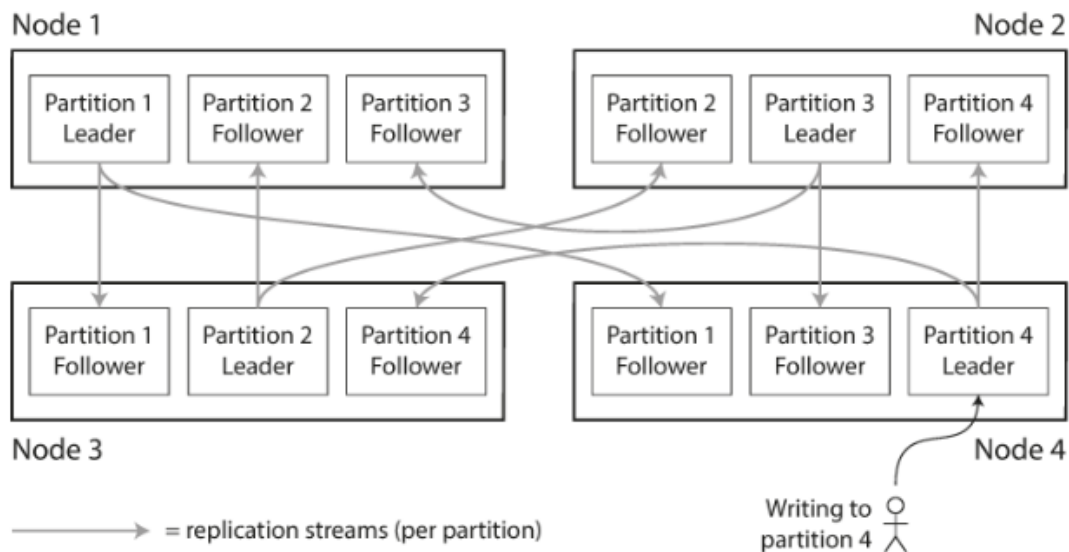 Node 1
Node 2
Partition 1
Leader
Partition 2
Follower
Partition 3
Follower
Partition 2
Follower
Partition 3
Leader
Partition 4
Follower
Partition 1
Follower
Partition 2
Leader
Partition 4
Follower
Partition 1
Follower
Partition 3
Follower
Partition 4
Leader
Node 3
Node 4
= replication streams (per partition)
Writing to
partition 4